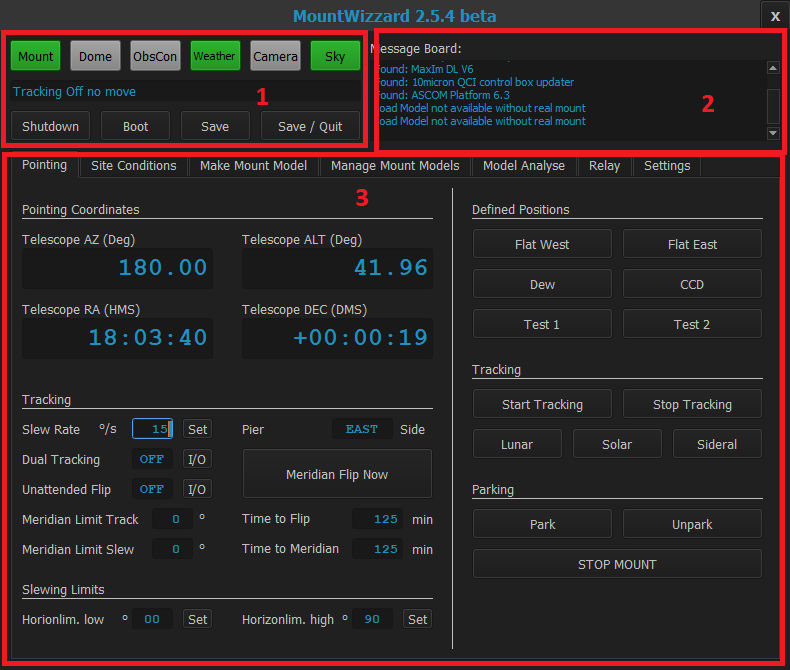 MountWizzard 2.5.4 beta
x
Mount Dome ObsCon Weather Camera Sky
Tracking Off no move
1
Shutdown Boot Save Save / Quit
Message Board:
ound: MaxIm DL V6
ound: 10micron QCI control box updater
ound: ASCOM Platform 6.3
oad Model not available without real mount
oad Model not available without real mount
2
Pointing Site Conditions Make Mount Model Manage Mount Models Model Analyse Relay Settings
3
Pointing Coordinates
Telescope AZ (Deg) Telescope ALT (Deg)
180.00 41.96
Telescope RA (HMS) Telescope DEC (DMS)
18:03:40 +00:00:19
Tracking
Slew Rate º/s 15 Set Pier EAST Side
Dual Tracking OFF I/O
Meridian Flip Now
Unattended Flip OFF I/O
Meridian Limit Track 0 º Time to Flip 125 min
Meridian Limit Slew 0 º Time to Meridian 125 min
Slewing Limits
Horionlim. low º 00 Set Horizonlim. high º 90 Set
Defined Positions
Flat West Flat East
Dew CCD
Test 1 Test 2
Tracking
Start Tracking Stop Tracking
Lunar Solar Sideral
Parking
Park Unpark
STOP MOUNT